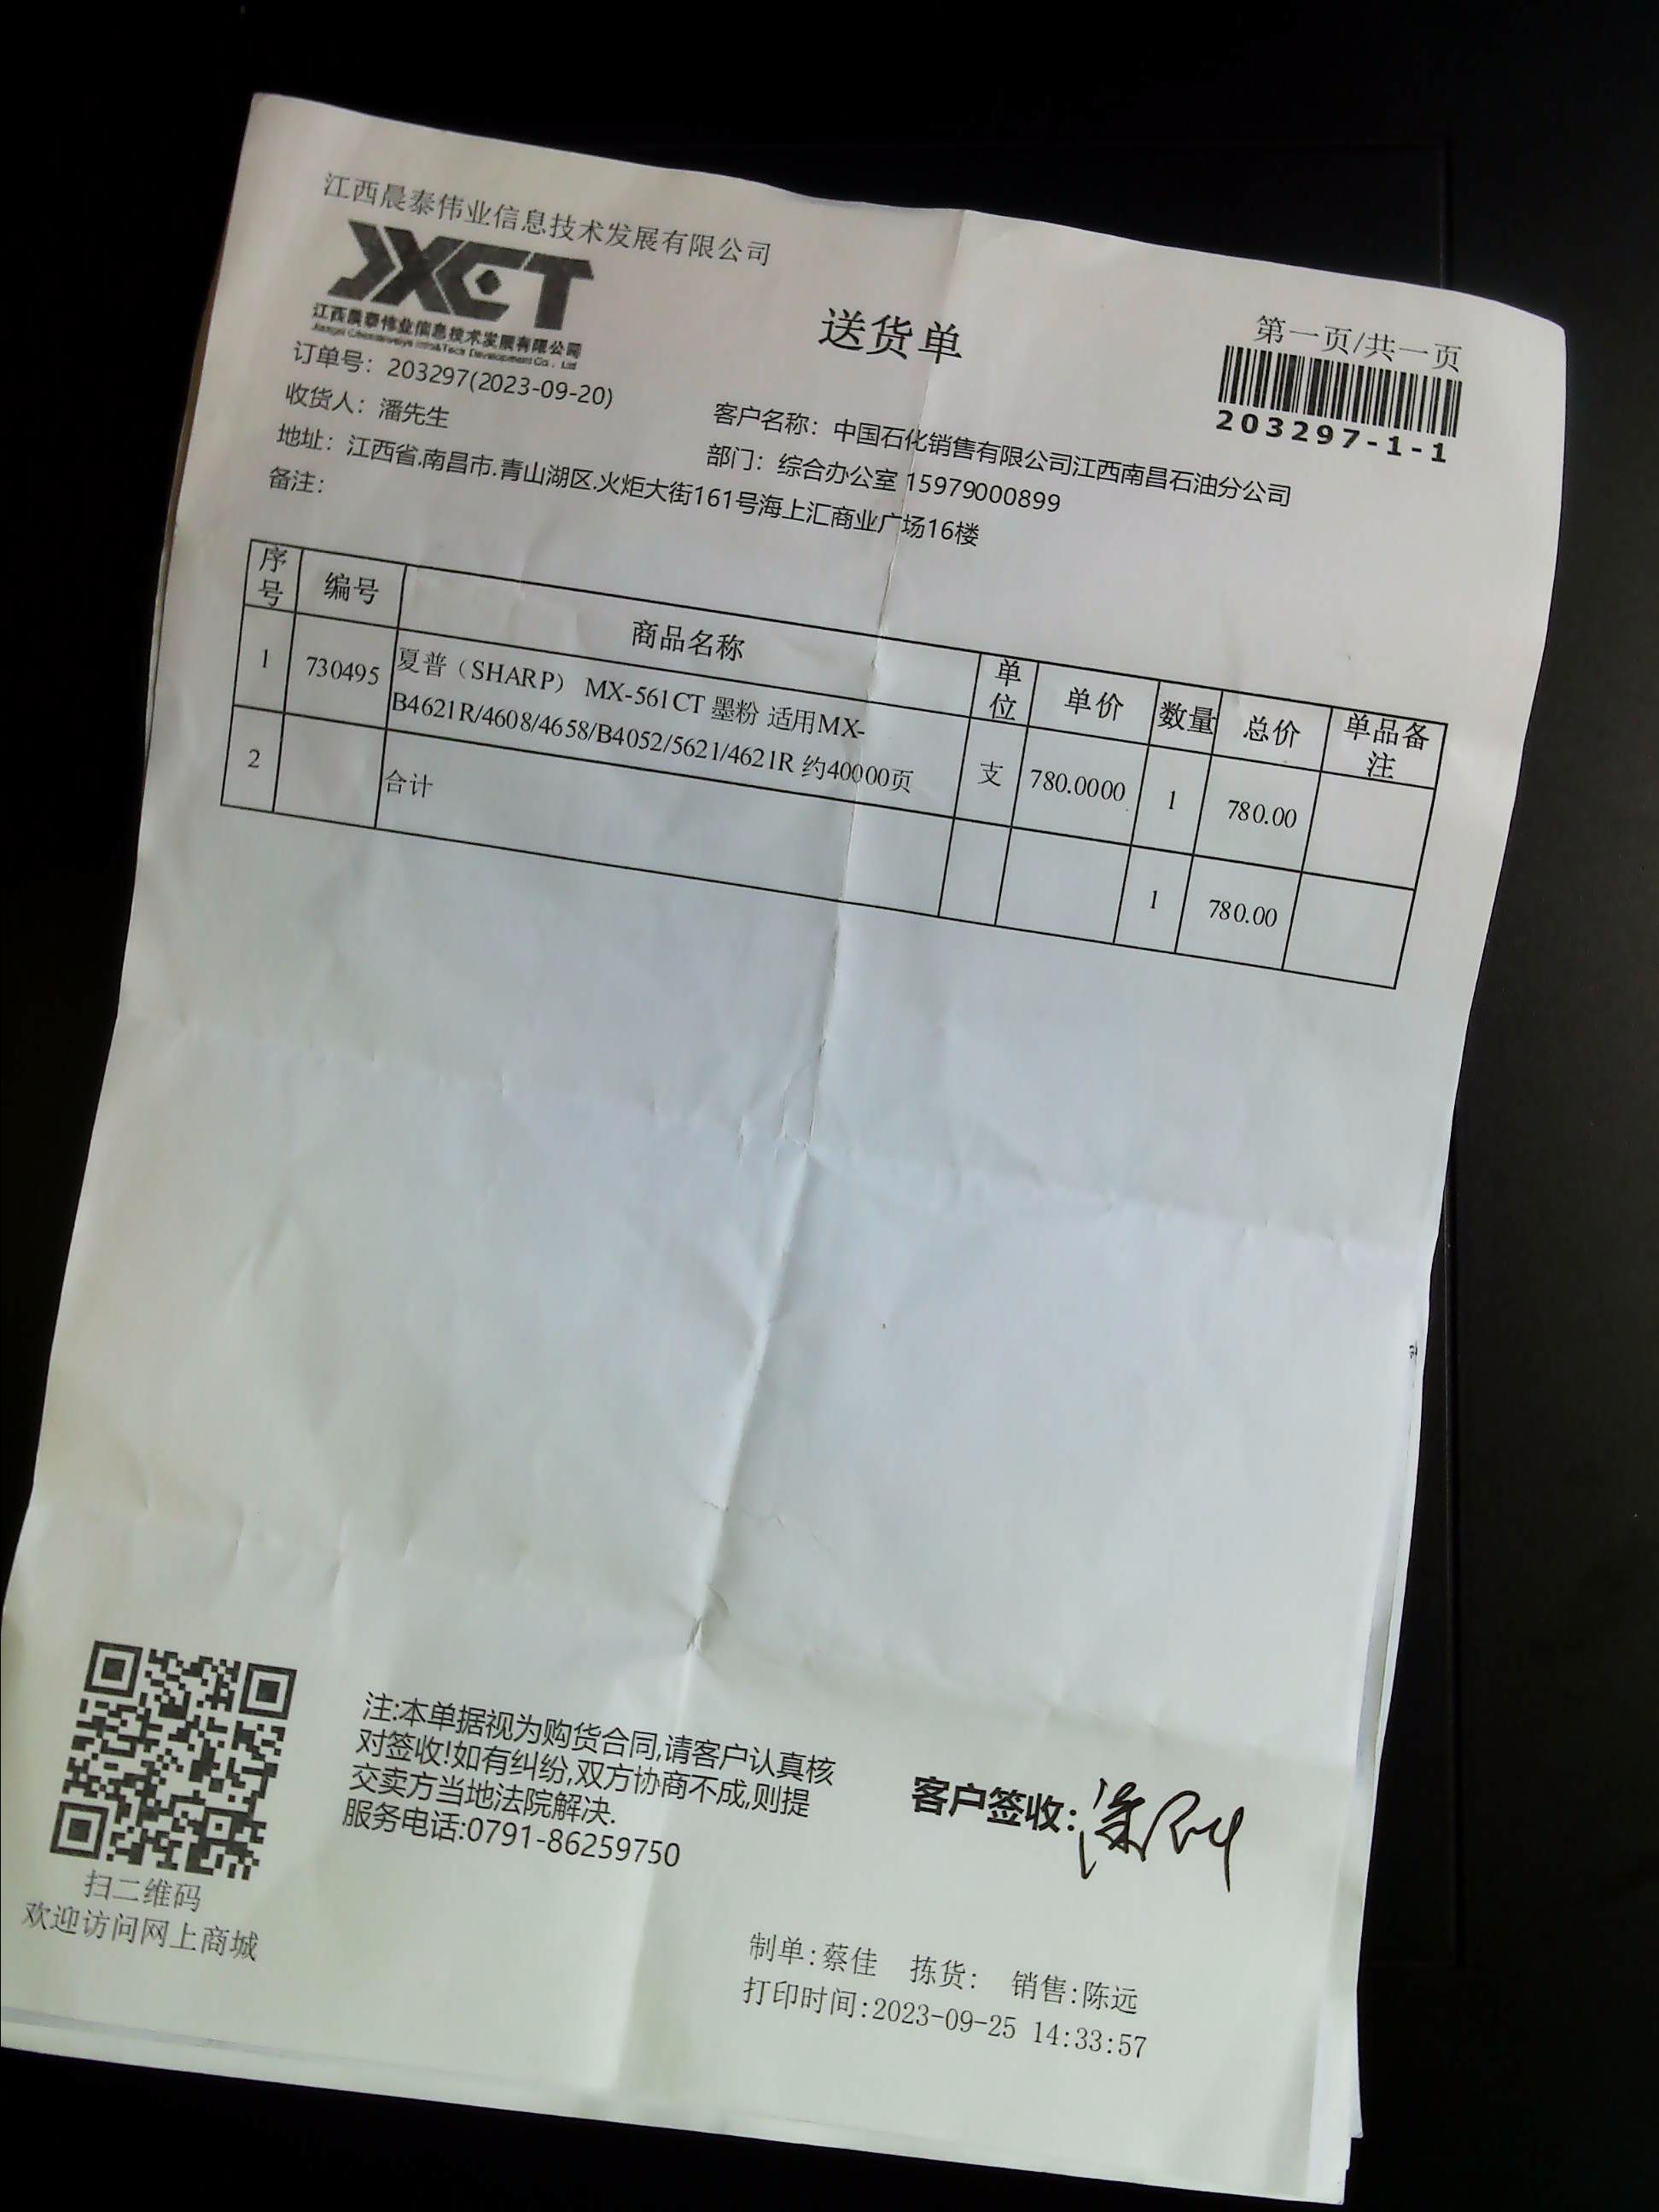 江西晨泰伟业信息技术发展有限公司
JXCT
江西晨泰伟业信息技术发展有限公司
送货单
第一页/共一页
203297-1-1
订单号：203297(2023-09-20)
收货人：潘先生
客户名称：中国石化销售有限公司江西南昌石油分公司
部门：综合办公室 15979000899
地址：江西省.南昌市.青山湖区.火炬大街161号海上汇商业广场16楼
备注：
序号 编号 商品名称 单位 单价 数量 总价 单品备注
1 730495 夏普（SHARP） MX-561CT 墨粉 适用MX-
B4621R/4608/4658/B4052/5621/4621R 约40000页 支 780.0000 1 780.00
2 合计 1 780.00
注:本单据视为购货合同,请客户认真核
对签收!如有纠纷,双方协商不成,则提
交卖方当地法院解决.
服务电话:0791-86259750
客户签收:
扫二维码
欢迎访问网上商城
制单:蔡佳 拣货: 销售:陈远
打印时间:2023-09-25 14:33:57